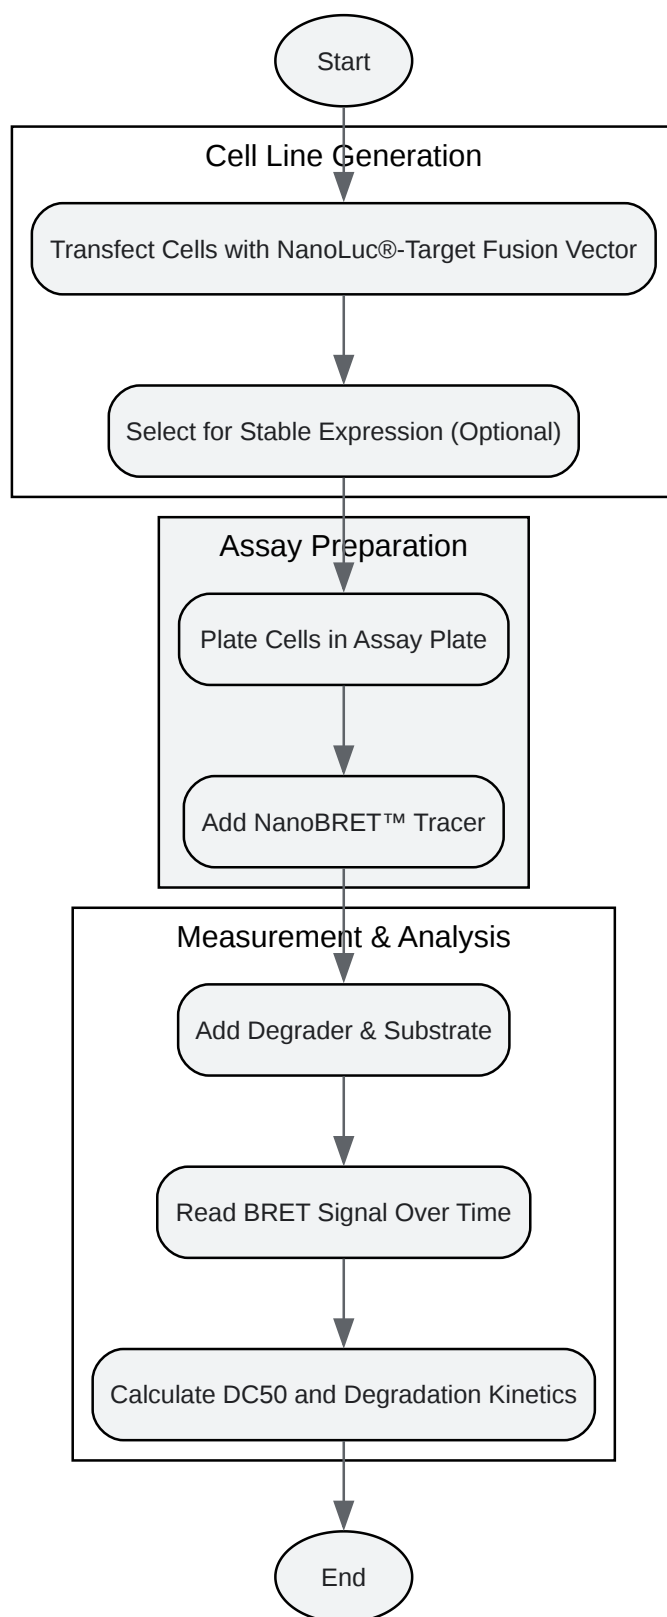 Start
Cell Line Generation
Transfect Cells with NanoLuc®-Target Fusion Vector
Select for Stable Expression (Optional)
Assay Preparation
Plate Cells in Assay Plate
Add NanoBRET™ Tracer
Measurement & Analysis
Add Degrader & Substrate
Read BRET Signal Over Time
Calculate DC50 and Degradation Kinetics
End